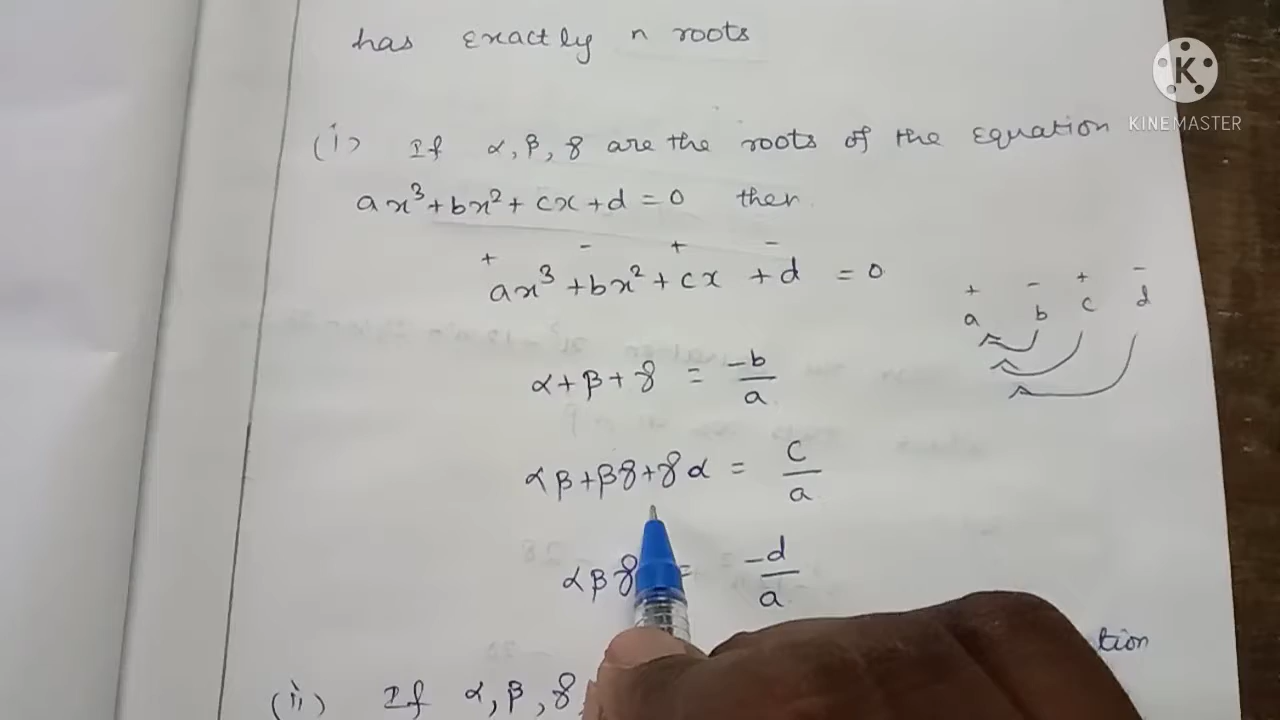 has exactly n roots
K
KINEMASTER
(i) If α, β, γ are the roots of the Equation
ax³+bx²+cx+d=0 then
+ - + -
ax³+bx²+cx+d=0
+ - + -
a b c d
α+β+γ = -b/a
αβ+βγ+γα = c/a
αβγ = -d/a
tion
(ii) If α, β, γ